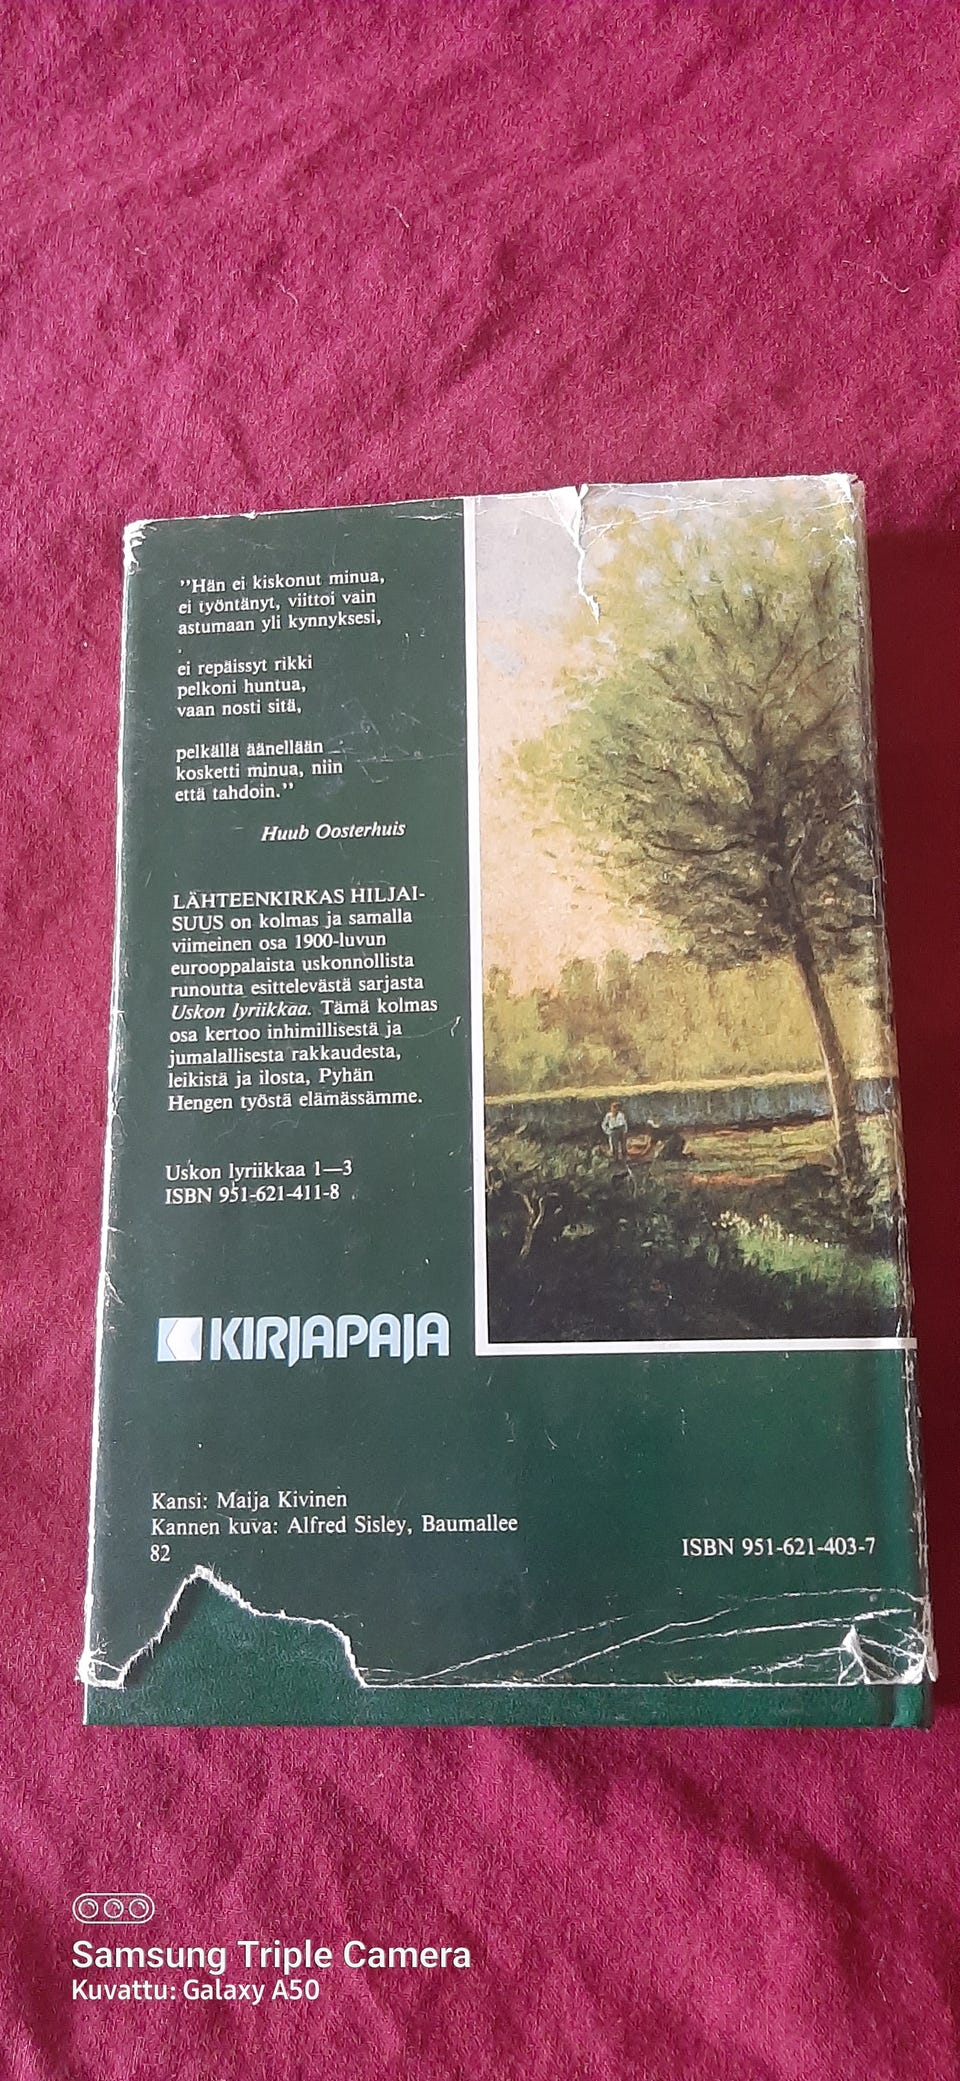 ”Hän ei kiskonut minua,
ei työntänyt, viittoi vain
astumaan yli kynnyksesi,
ei repäissyt rikki
pelkoni huntua,
vaan nosti sitä,
pelkällä äänellään
kosketti minua, niin
että tahdoin.”
Huub Oosterhuis
LÄHTEENKIRKAS HILJAI-
SUUS on kolmas ja samalla
viimeinen osa 1900-luvun
eurooppalaista uskonnollista
runoutta esittelevästä sarjasta
Uskon lyriikkaa. Tämä kolmas
osa kertoo inhimillisestä ja
jumalallisesta rakkaudesta,
leikistä ja ilosta, Pyhän
Hengen työstä elämässämme.
Uskon lyriikkaa 1—3
ISBN 951-621-411-8
KIRJAPAJA
Kansi: Maija Kivinen
Kannen kuva: Alfred Sisley, Baumallee
82
ISBN 951-621-403-7
Samsung Triple Camera
Kuvattu: Galaxy A50